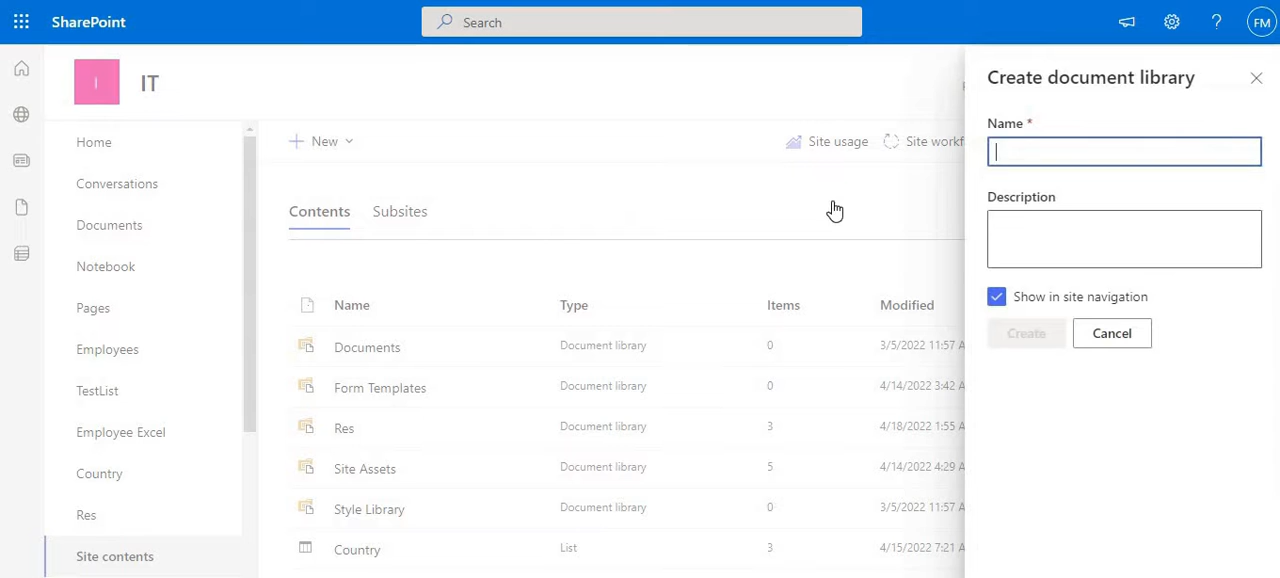 SharePoint
Search
FM
I
IT
Home
Conversations
Documents
Notebook
Pages
Employees
TestList
Employee Excel
Country
Res
Site contents
New
Site usage
Site workf
Contents
Subsites
Name Type Items Modified
Documents Document library 0 3/5/2022 11:57 A
Form Templates Document library 0 4/14/2022 3:42 A
Res Document library 3 4/18/2022 1:55 A
Site Assets Document library 5 4/14/2022 4:29 A
Style Library Document library 0 3/5/2022 11:57 A
Country List 3 4/15/2022 7:21 A
Create document library
Name *
Description
Show in site navigation
Create
Cancel